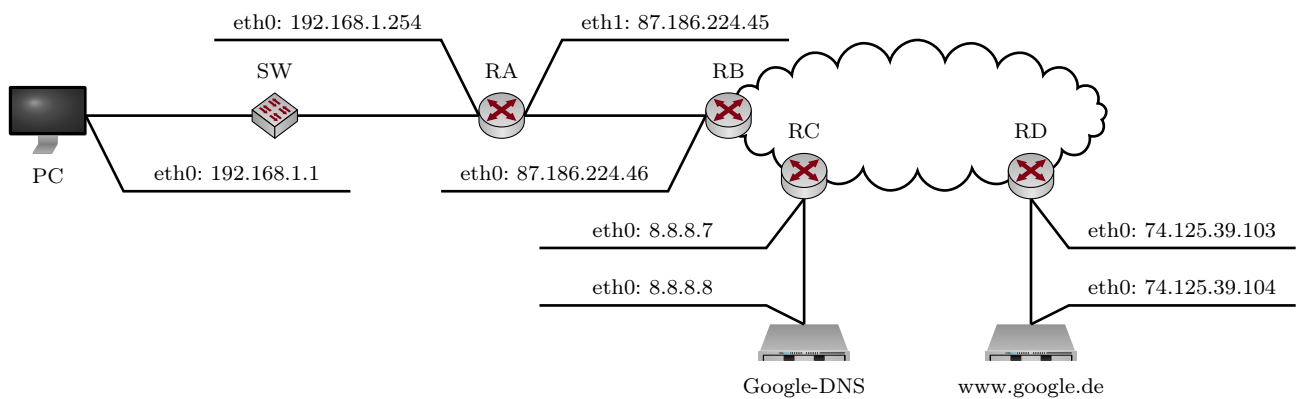 eth0: 192.168.1.254
eth1: 87.186.224.45
SW
RA
RB
RC
RD
PC
eth0: 192.168.1.1
eth0: 87.186.224.46
eth0: 8.8.8.7
eth0: 74.125.39.103
eth0: 8.8.8.8
eth0: 74.125.39.104
Google-DNS
www.google.de